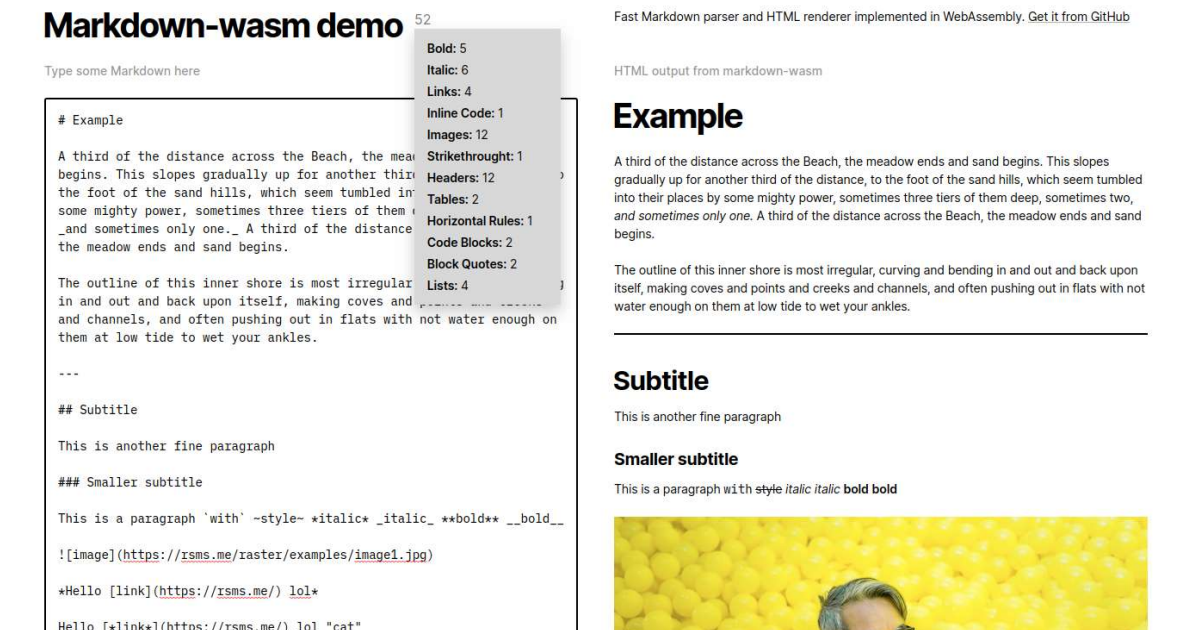 Markdown-wasm demo 52
Type some Markdown here
Bold: 5
Italic: 6
Links: 4
Inline Code: 1
Images: 12
Strikethrought: 1
Headers: 12
Tables: 2
Horizontal Rules: 1
Code Blocks: 2
Block Quotes: 2
Lists: 4
# Example
A third of the distance across the Beach, the
begins. This slopes gradually up for another
the foot of the sand hills, which seem tumbled
some mighty power, sometimes three tiers of them
_and sometimes only one._ A third of the distance
the meadow ends and sand begins.
The outline of this inner shore is most irregular
in and out and back upon itself, making coves and
and channels, and often pushing out in flats with not water enough on
them at low tide to wet your ankles.
---
## Subtitle
This is another fine paragraph
### Smaller subtitle
This is a paragraph `with` ~style~ *italic* _italic_ **bold** __bold__
![image](https://rsms.me/raster/examples/image1.jpg)
*Hello [link](https://rsms.me/) lol*
Hello [*link*](https://rsms.me/) lol "cat"
Fast Markdown parser and HTML renderer implemented in WebAssembly. Get it from GitHub
HTML output from markdown-wasm
Example
A third of the distance across the Beach, the meadow ends and sand begins. This slopes
gradually up for another third of the distance, to the foot of the sand hills, which seem tumbled
into their places by some mighty power, sometimes three tiers of them deep, sometimes two,
and sometimes only one. A third of the distance across the Beach, the meadow ends and sand
begins.
The outline of this inner shore is most irregular, curving and bending in and out and back upon
itself, making coves and points and creeks and channels, and often pushing out in flats with not
water enough on them at low tide to wet your ankles.
Subtitle
This is another fine paragraph
Smaller subtitle
This is a paragraph with style italic italic bold bold